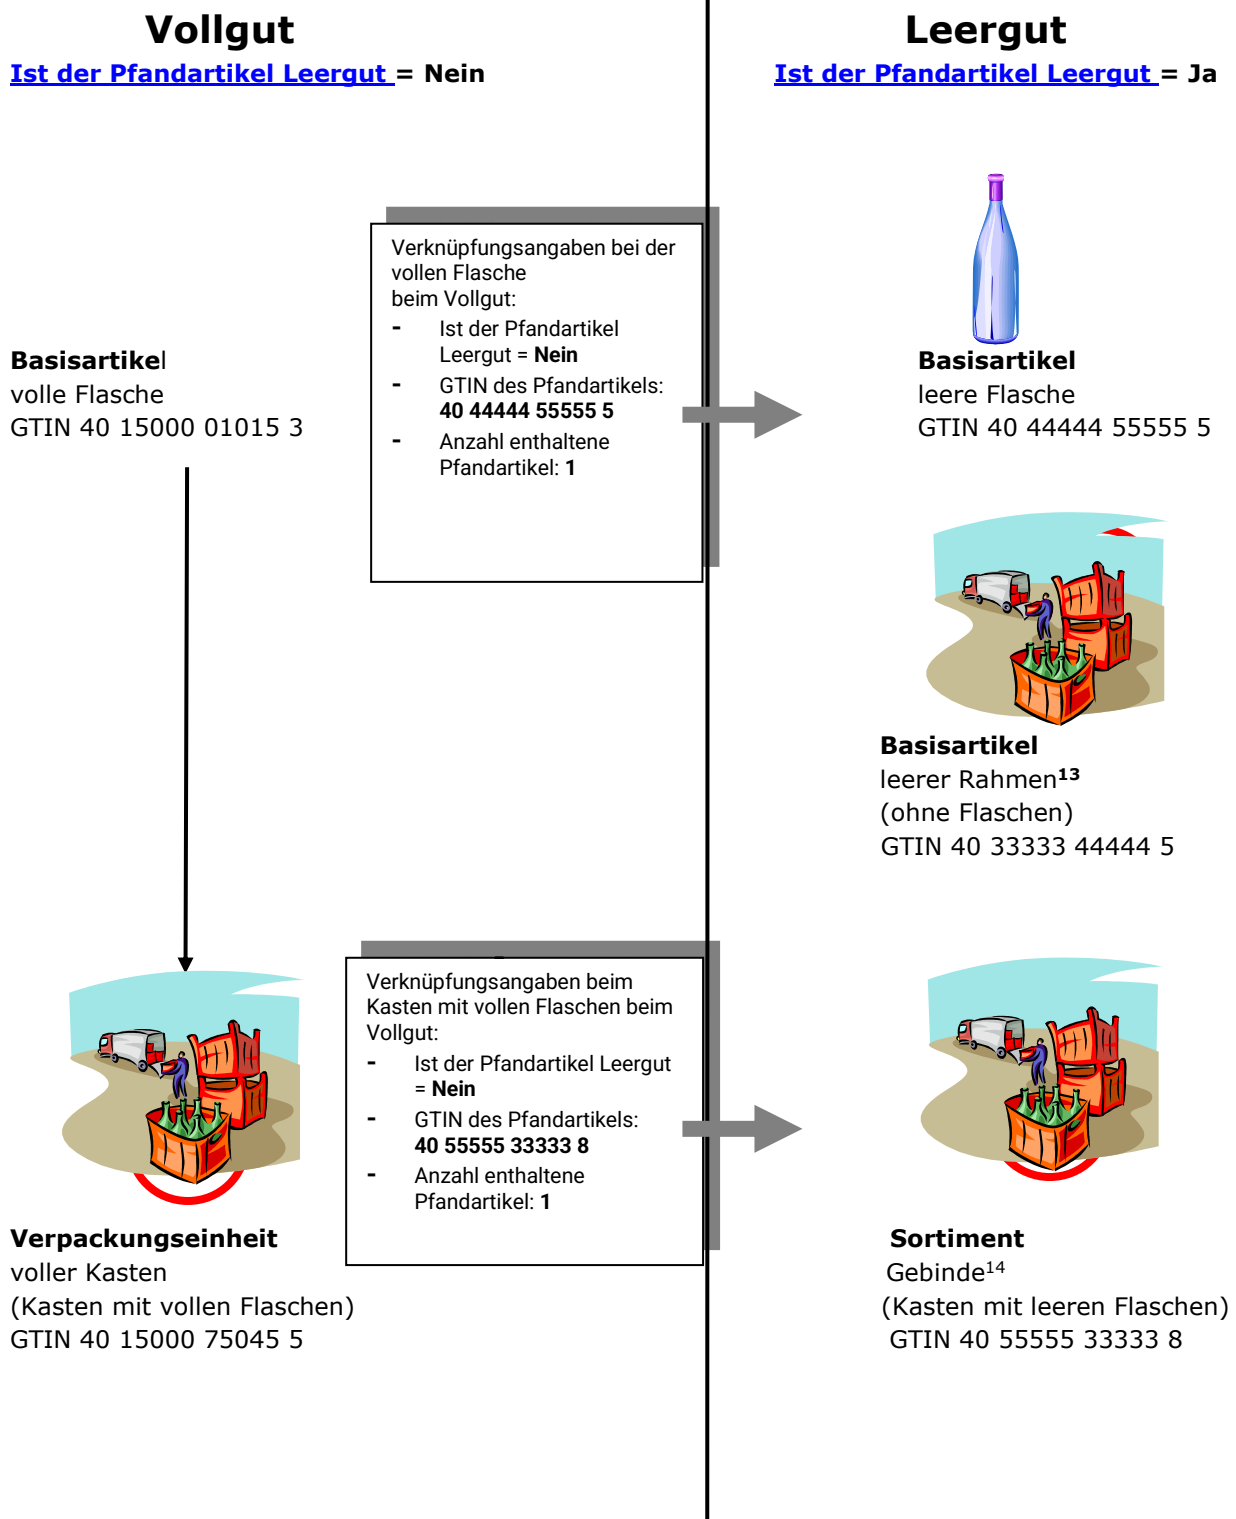 Vollgut
Ist der Pfandartikel Leergut = Nein
Leergut
Ist der Pfandartikel Leergut = Ja
Verknüpfungsangaben bei der
vollen Flasche
beim Vollgut:
- Ist der Pfandartikel
Leergut = Nein
- GTIN des Pfandartikels:
40 44444 55555 5
- Anzahl enthaltene
Pfandartikel: 1
Basisartikel
volle Flasche
GTIN 40 15000 01015 3
Basisartikel
leere Flasche
GTIN 40 44444 55555 5
Basisartikel
leerer Rahmen13
(ohne Flaschen)
GTIN 40 33333 44444 5
Verknüpfungsangaben beim
Kasten mit vollen Flaschen beim
Vollgut:
- Ist der Pfandartikel Leergut
= Nein
- GTIN des Pfandartikels:
40 55555 33333 8
- Anzahl enthaltene
Pfandartikel: 1
Verpackungseinheit
voller Kasten
(Kasten mit vollen Flaschen)
GTIN 40 15000 75045 5
Sortiment
Gebinde14
(Kasten mit leeren Flaschen)
GTIN 40 55555 33333 8